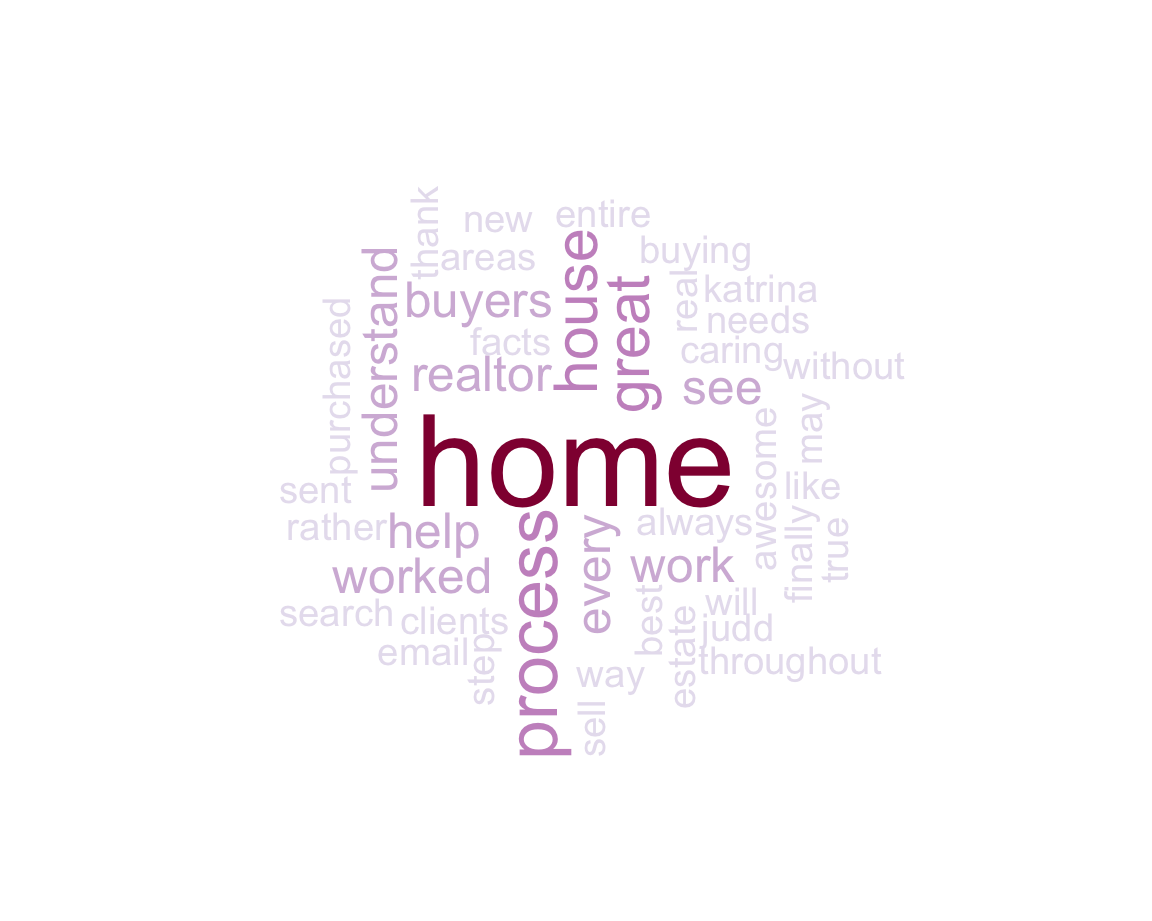 thank
new
entire
areas
buying
understand
buyers
house
great
real
katrina
needs
purchased
facts
caring
without
realtor
see
home
awesome
may
sent
like
rather
help
process
every
always
finally
true
worked
work
search
clients
best
will
judd
email
step
way
estate
throughout
sell